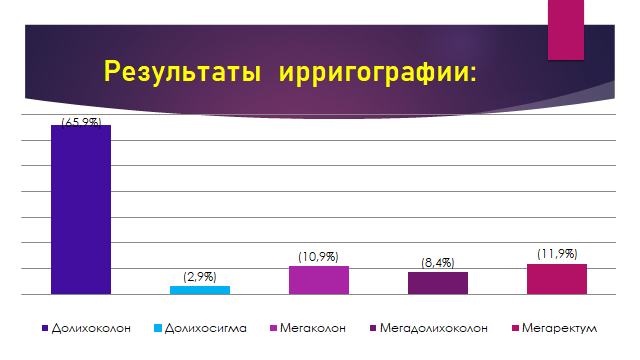 Результаты ирригографии:
(65,9%)
(2,9%)
(10,9%)
(8,4%)
(11,9%)
Долихоколон Долихосигма Мегаколон Мегадолихоколон Мегаректум